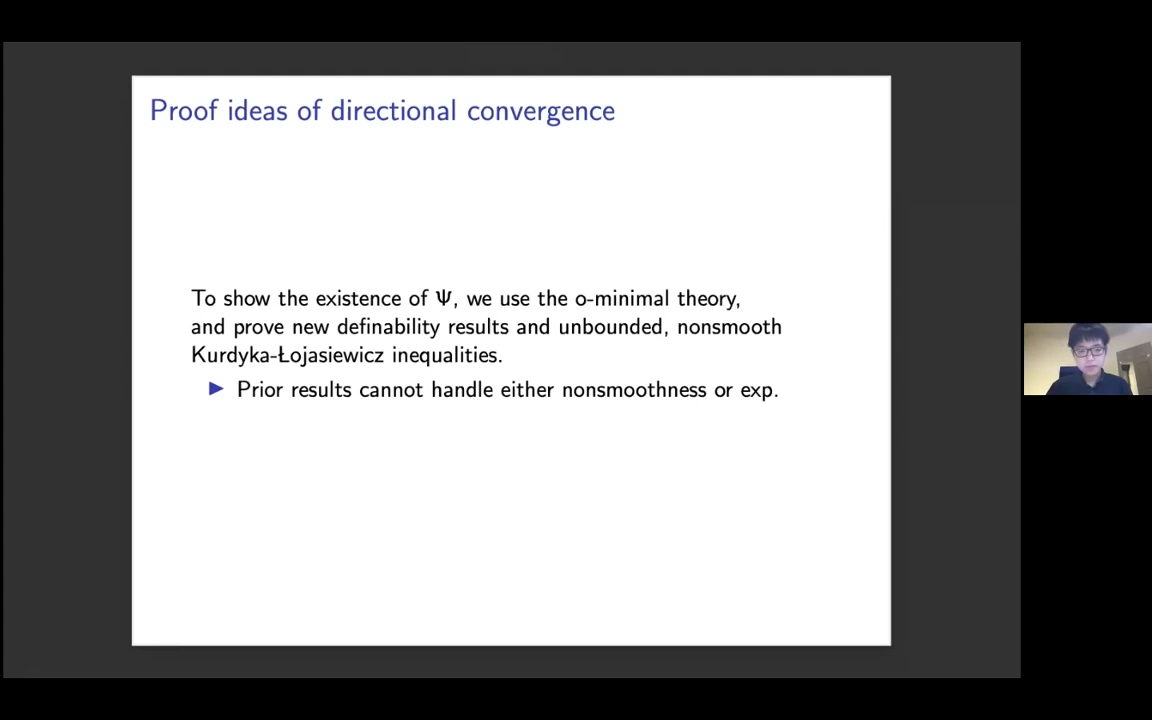 Proof ideas of directional convergence
To show the existence of Ψ, we use the o-minimal theory,
and prove new definability results and unbounded, nonsmooth
Kurdyka-Łojasiewicz inequalities.
▶ Prior results cannot handle either nonsmoothness or exp.